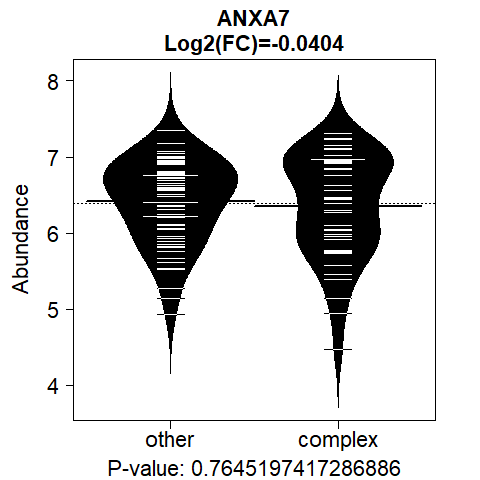 ANXA7
Log2(FC)=-0.0404
8
7
6
5
4
Abundance
other complex
P-value: 0.7645197417286886